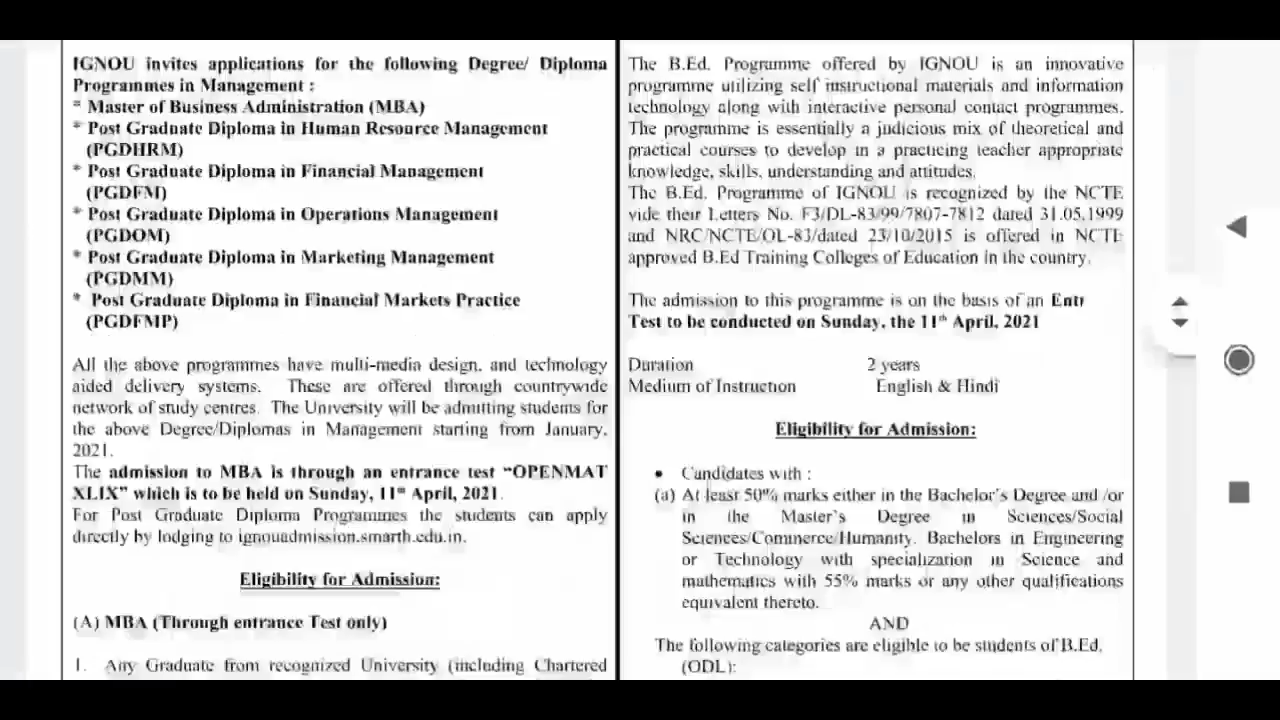 IGNOU invites applications for the following Degree/ Diploma
Programmes in Management :
* Master of Business Administration (MBA)
* Post Graduate Diploma in Human Resource Management
(PGDHRM)
* Post Graduate Diploma in Financial Management
(PGDFM)
* Post Graduate Diploma in Operations Management
(PGDOM)
* Post Graduate Diploma in Marketing Management
(PGDMM)
* Post Graduate Diploma in Financial Markets Practice
(PGDFMP)
All the above programmes have multi-media design, and technology
aided delivery systems. These are offered through countrywide
network of study centres. The University will be admitting students for
the above Degree/Diplomas in Management starting from January,
2021.
The admission to MBA is through an entrance test “OPENMAT
XLIX” which is to be held on Sunday, 11th April, 2021.
For Post Graduate Diploma Programmes the students can apply
directly by lodging to ignouadmission.smarth.edu.in.
Eligibility for Admission:
(A) MBA (Through entrance Test only)
1. Any Graduate from recognized University (including Chartered
The B.Ed. Programme offered by IGNOU is an innovative
programme utilizing self instructional materials and information
technology along with interactive personal contact programmes.
The programme is essentially a judicious mix of theoretical and
practical courses to develop in a practicing teacher appropriate
knowledge, skills, understanding and attitudes.
The B.Ed. Programme of IGNOU is recognized by the NCTE
vide their Letters No. F3/DL-83/99/7807-7812 dated 31.05.1999
and NRC/NCTE/OL-83/dated 23/10/2015 is offered in NCTE
approved B.Ed Training Colleges of Education in the country.
The admission to this programme is on the basis of an Entr
Test to be conducted on Sunday, the 11th April, 2021
Duration 2 years
Medium of Instruction English & Hindi
Eligibility for Admission:
• Candidates with :
(a) At least 50% marks either in the Bachelor's Degree and /or
in the Master's Degree in Sciences/Social
Sciences/Commerce/Humanity. Bachelors in Engineering
or Technology with specialization in Science and
mathematics with 55% marks or any other qualifications
equivalent thereto.
AND
The following categories are eligible to be students of B.Ed.
(ODL):